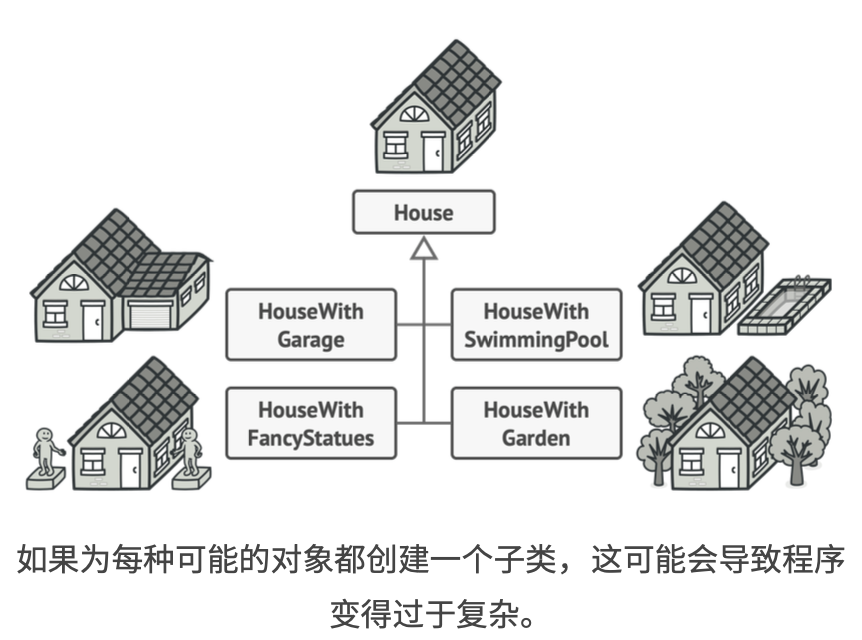 House
HouseWith
Garage
HouseWith
SwimmingPool
HouseWith
FancyStatues
HouseWith
Garden
如果为每种可能的对象都创建一个子类，这可能会导致程序
变得过于复杂。